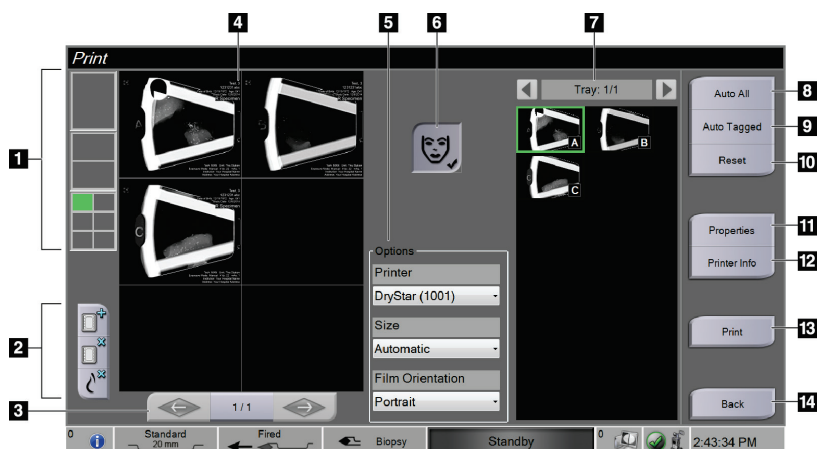 4
5
6
7
Print
Tray: 1/1
Auto All
8
Auto Tagged
9
Reset
10
1
A
B
C
Properties
11
Printer Info
12
Options
Printer
DryStar (1001)
Size
Automatic
Film Orientation
Portrait
2
Print
13
3
1/1
Back
14
0
Standard
20 mm
Fired
Biopsy
Standby
0
2:43:34 PM